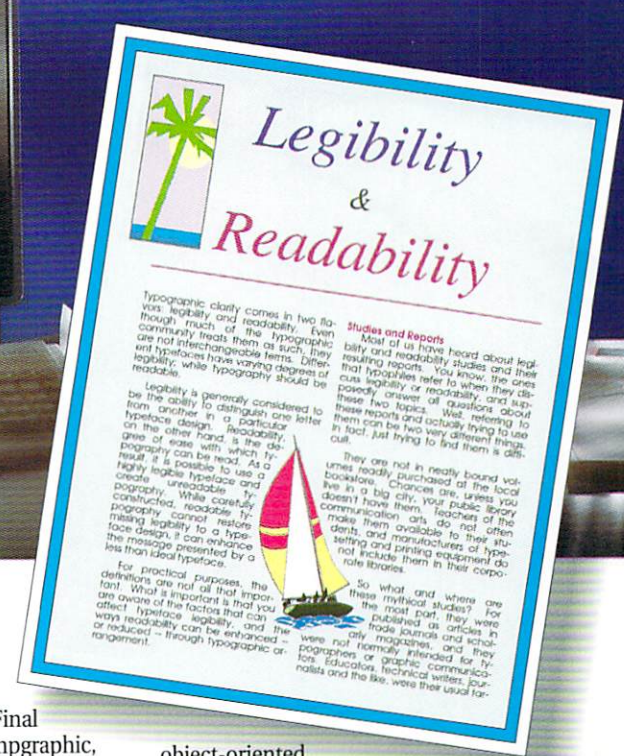 Legibility
&
Readability
Typographic clarity comes in two fla-
vors: legibility and readability. Even
though much of the typographic
community treats them as such, they
are not interchangeable terms. Differ-
ent typefaces have varying degrees of
legibility, while typography should be
readable.
Legibility is generally considered to
be the ability to distinguish one letter
from another in a particular
typeface design. Readability,
on the other hand, is the de-
gree of ease with which ty-
pography can be read. As a
result, it is possible to use a
highly legible typeface and
create unreadable ty-
pography. While carefully
constructed, readable ty-
pography cannot restore
missing legibility to a type-
face design, it can enhance
the message presented by a
less than ideal typeface.
For practical purposes, the
definitions are not all that impor-
tant. What is important is that you
are aware of the factors that can
affect typeface legibility, and the
ways readability can be enhanced –
or reduced – through typographic ar-
rangement.
Studies and Reports
Most of us have heard about legi-
bility and readability studies and their
resulting reports. You know, the ones
that typophiles refer to when they dis-
cuss legibility or readability, and sup-
posedly answer all questions about
these two topics. Well, referring to
these reports and actually trying to use
them can be two very different things.
In fact, just trying to find them is diffi-
cult.
They are not in neatly bound vol-
umes readily purchased at the local
bookstore. Chances are, unless you
live in a big city, your public library
doesn't have them. Teachers of the
communication arts do not often
make them available to their stu-
dents, and manufacturers of type-
setting and printing equipment do
not include them in their corpo-
rate libraries.
So what and where are
these mythical studies? For
the most part, they were
published as articles in
trade journals and schol-
arly magazines, and they
were not normally intended for ty-
pographers or graphic communica-
tors. Educators, technical writers, jour-
nalists and the like, were their usual tar-
Final
mpgraphic,
object-oriented